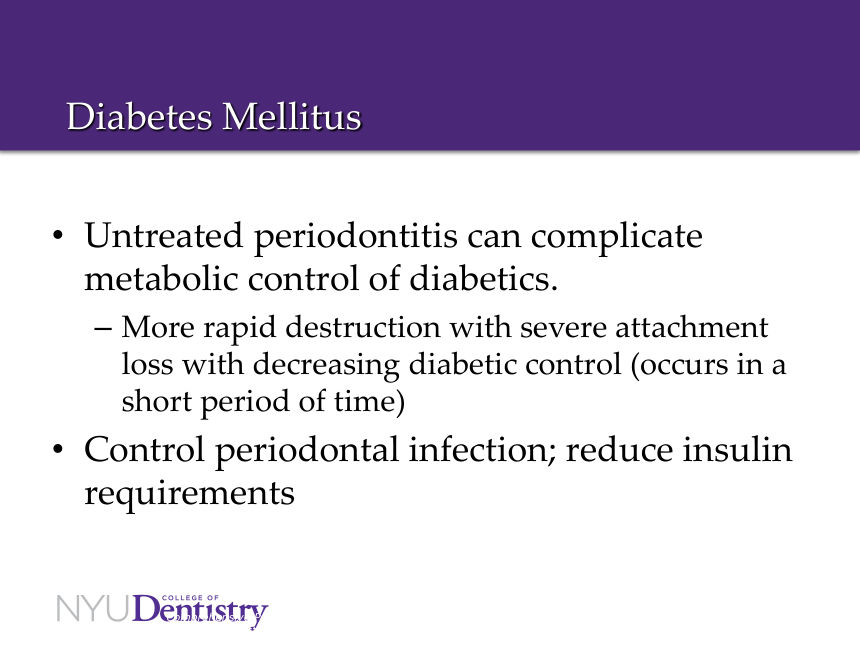 Diabetes Mellitus
• Untreated periodontitis can complicate
metabolic control of diabetics.
– More rapid destruction with severe attachment
loss with decreasing diabetic control (occurs in a
short period of time)
• Control periodontal infection; reduce insulin
requirements
COLLEGE OF
NYU Dentistry